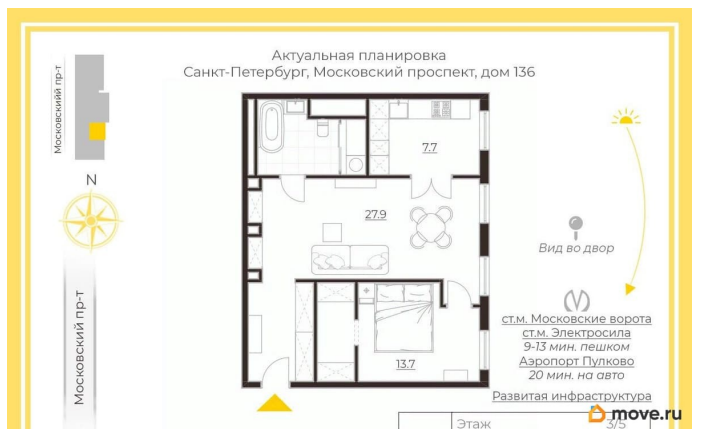 Актуальная планировка
Санкт-Петербург, Московский проспект, дом 136
Московскийй пр-т
N
Московский пр-т
7.7
27.9
13.7
Вид во двор
ст.м. Московские ворота
ст.м. Электросила
9-13 мин. пешком
Аэропорт Пулково
20 мин. на авто
Развитая инфраструктура
Этаж 3/5
move.ru